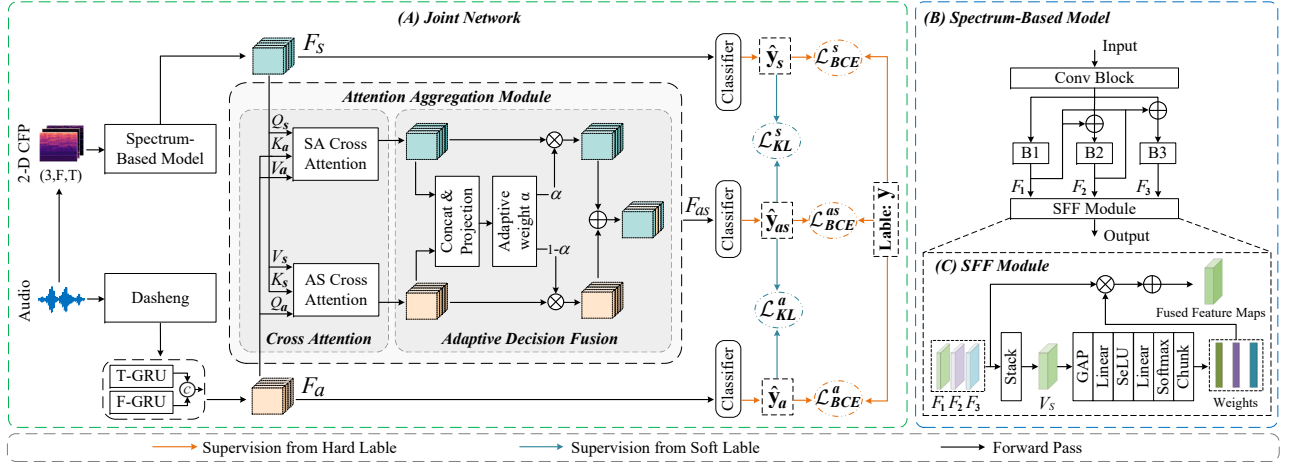 (A) Joint Network
F_s
Classifier
ŷ_s
ℒ^s_BCE
Attention Aggregation Module
2-D CFP
(3,F,T)
Spectrum-
Based Model
Q_s
K_a
V_a
SA Cross
Attention
Concat &
Projection
Adaptive
weight α
α
1-α
ℒ^s_KL
F_as
Classifier
ŷ_as
ℒ^as_BCE
Lable: y
Audio
Dasheng
V_s
K_s
Q_a
AS Cross
Attention
Cross Attention
Adaptive Decision Fusion
ℒ^a_KL
T-GRU
F-GRU
C
F_a
Classifier
ŷ_a
ℒ^a_BCE
(B) Spectrum-Based Model
Input
Conv Block
B1
B2
B3
F_1
F_2
F_3
SFF Module
Output
(C) SFF Module
Fused Feature Maps
F_1 F_2 F_3
Stack
V_S
GAP
Linear
SeLU
Linear
Softmax
Chunk
Weights
Supervision from Hard Lable
Supervision from Soft Lable
Forward Pass